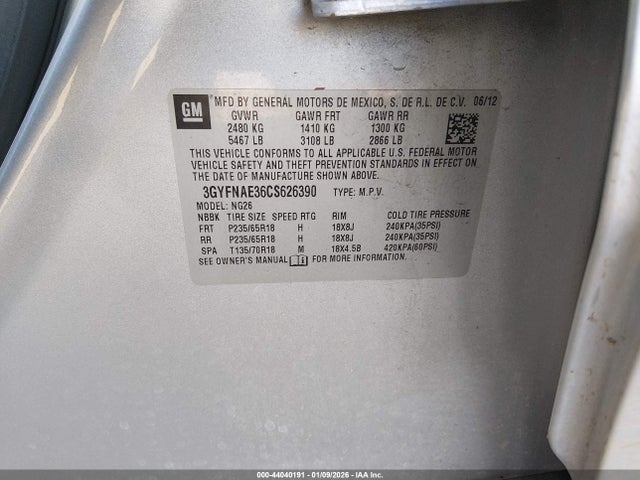 GM
MFD BY GENERAL MOTORS DE MEXICO, S. DE R.L. DE C.V. 06/12
GVWR GAWR FRT GAWR RR
2480 KG 1410 KG 1300 KG
5467 LB 3108 LB 2866 LB
THIS VEHICLE CONFORMS TO ALL APPLICABLE U.S. FEDERAL MOTOR
VEHICLE SAFETY AND THEFT PREVENTION STANDARDS IN EFFECT ON
THE DATE OF MANUFACTURE SHOWN ABOVE.
3GYFNAE36CS626390 TYPE: M.P.V.
MODEL: NG26
NBBK TIRE SIZE SPEED RTG RIM COLD TIRE PRESSURE
FRT P235/65R18 H 18X8J 240KPA(35PSI)
RR P235/65R18 H 18X8J 240KPA(35PSI)
SPA T135/70R18 M 18X4.5B 420KPA(60PSI)
SEE OWNER'S MANUAL FOR MORE INFORMATION.
000-44040191 - 01/09/2026 - IAA Inc.